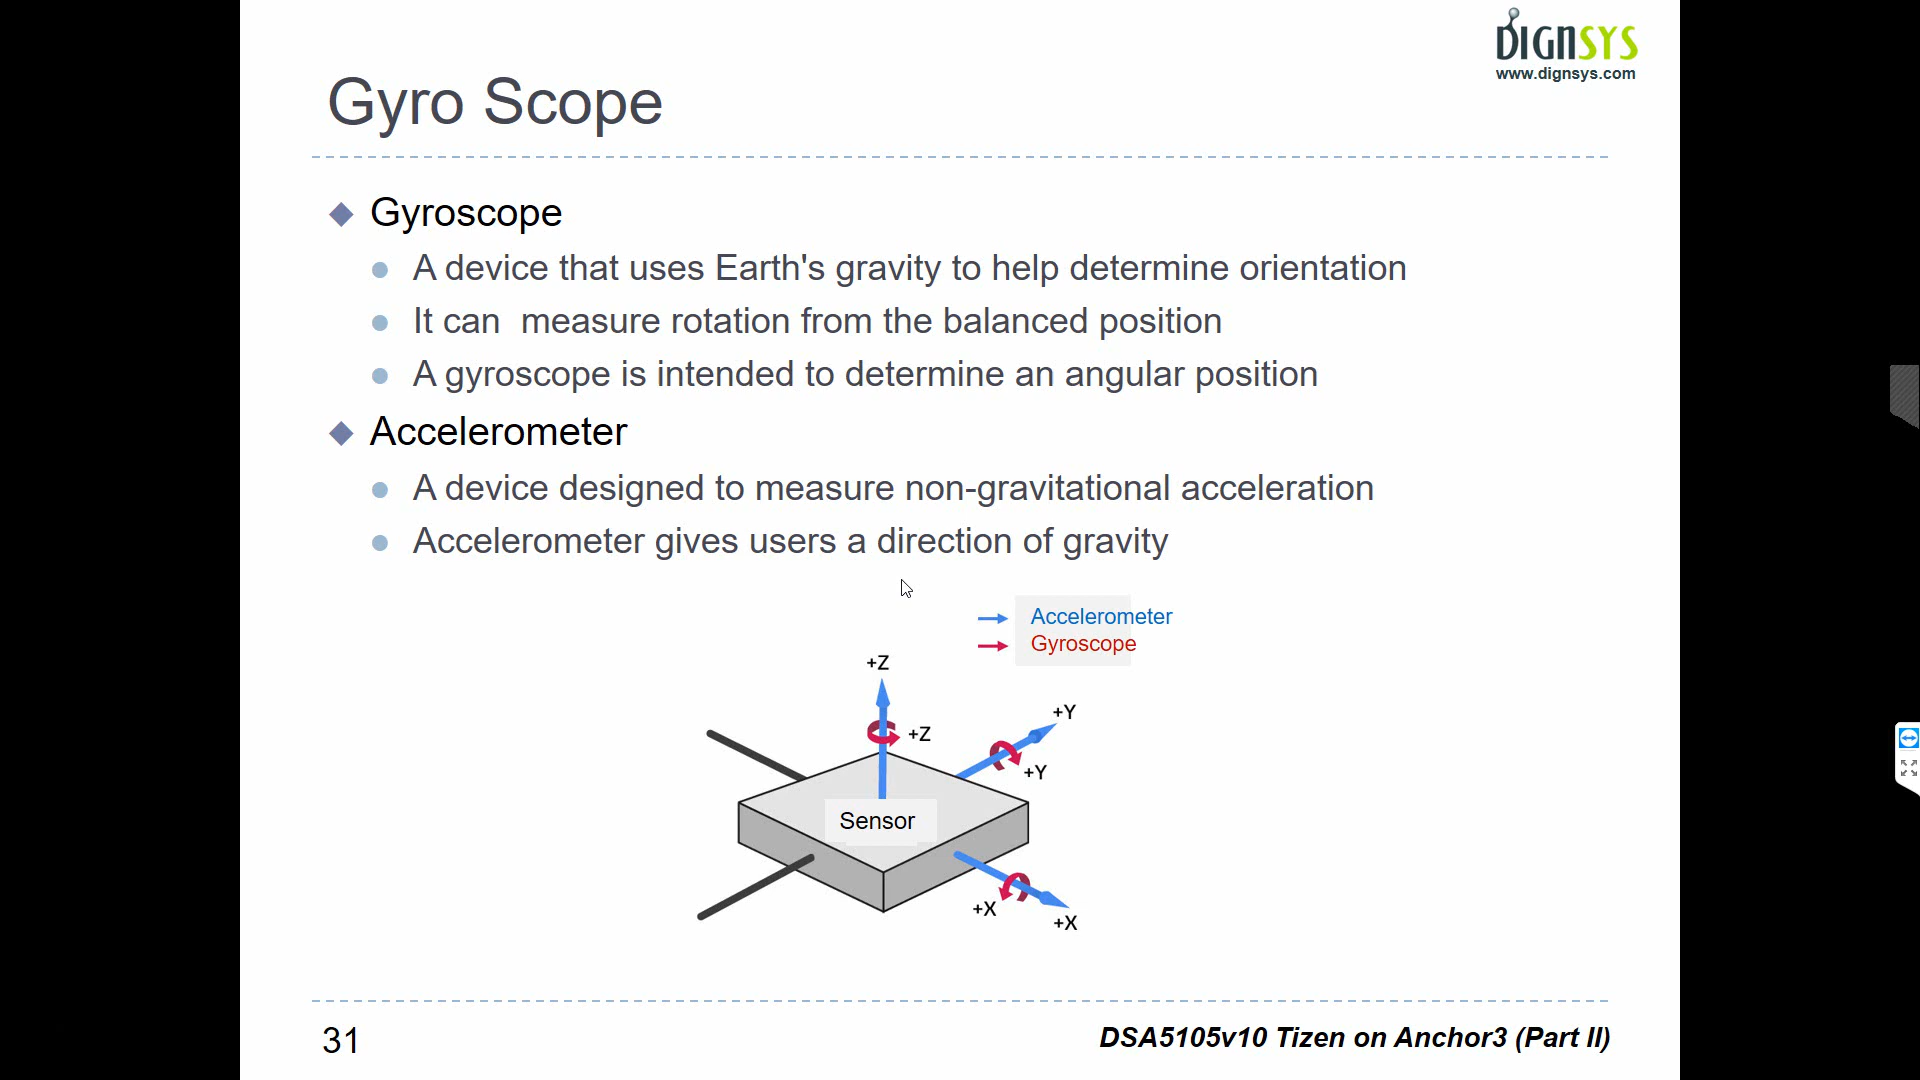 DIGNSYS
www.dignsys.com
Gyro Scope
Gyroscope
A device that uses Earth's gravity to help determine orientation
It can  measure rotation from the balanced position
A gyroscope is intended to determine an angular position
Accelerometer
A device designed to measure non-gravitational acceleration
Accelerometer gives users a direction of gravity
Accelerometer
Gyroscope
+Z
+Z
+Y
+Y
Sensor
+X
+X
31
DSA5105v10 Tizen on Anchor3 (Part II)